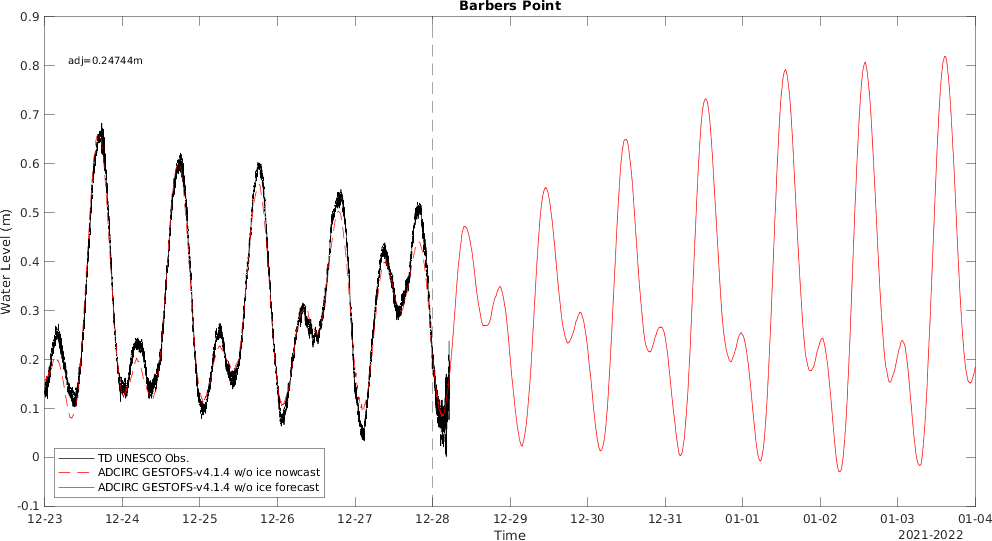 Barbers Point
0.9
0.8
0.7
0.6
0.5
0.4
0.3
0.2
0.1
0
-0.1
Water Level (m)
adj=0.24744m
TD UNESCO Obs.
ADCIRC GESTOFS-v4.1.4 w/o ice nowcast
ADCIRC GESTOFS-v4.1.4 w/o ice forecast
12-23 12-24 12-25 12-26 12-27 12-28 12-29 12-30 12-31 01-01 01-02 01-03 01-04
Time
2021-2022